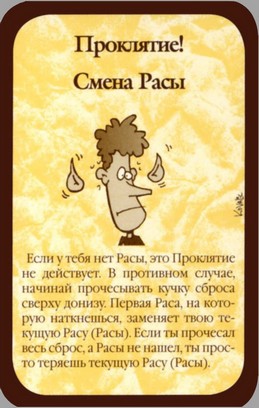 Проклятие!
Смена Расы
Если у тебя нет Расы, это Проклятие
не действует. В противном случае,
начинай прочесывать кучку сброса
сверху донизу. Первая Раса, на кото-
рую наткнешься, заменяет твою те-
кущую Расу (Расы). Если ты прочесал
весь сброс, а Расы не нашел, ты прос-
то теряешь текущую Расу (Расы).